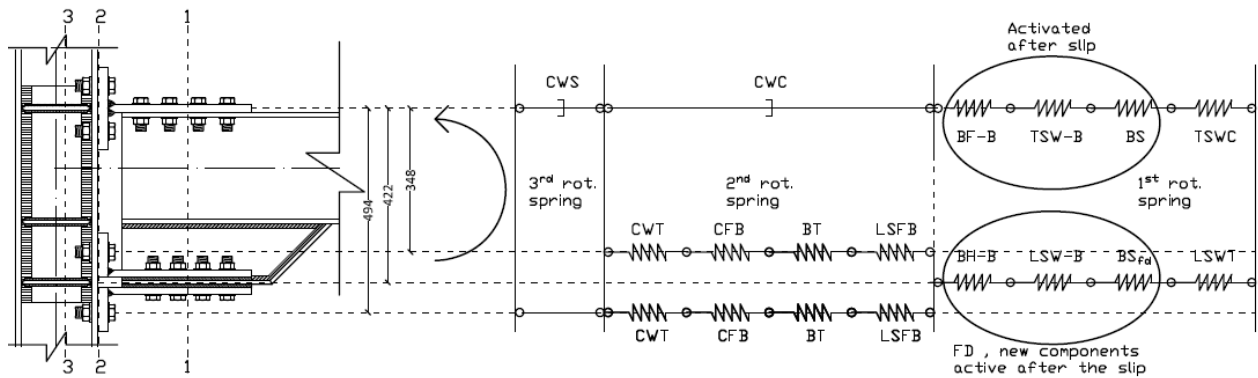 3 2 1
494
422
348
3 2 1
CWS
CWC
Activated
after slip
BF-B TSW-B BS TSWC
3rd rot.
spring
2nd rot.
spring
1st rot.
spring
CWT CFB BT LSFB
BH-B LSW-B BSfd LSWT
CWT CFB BT LSFB
FD , new components
active after the slip